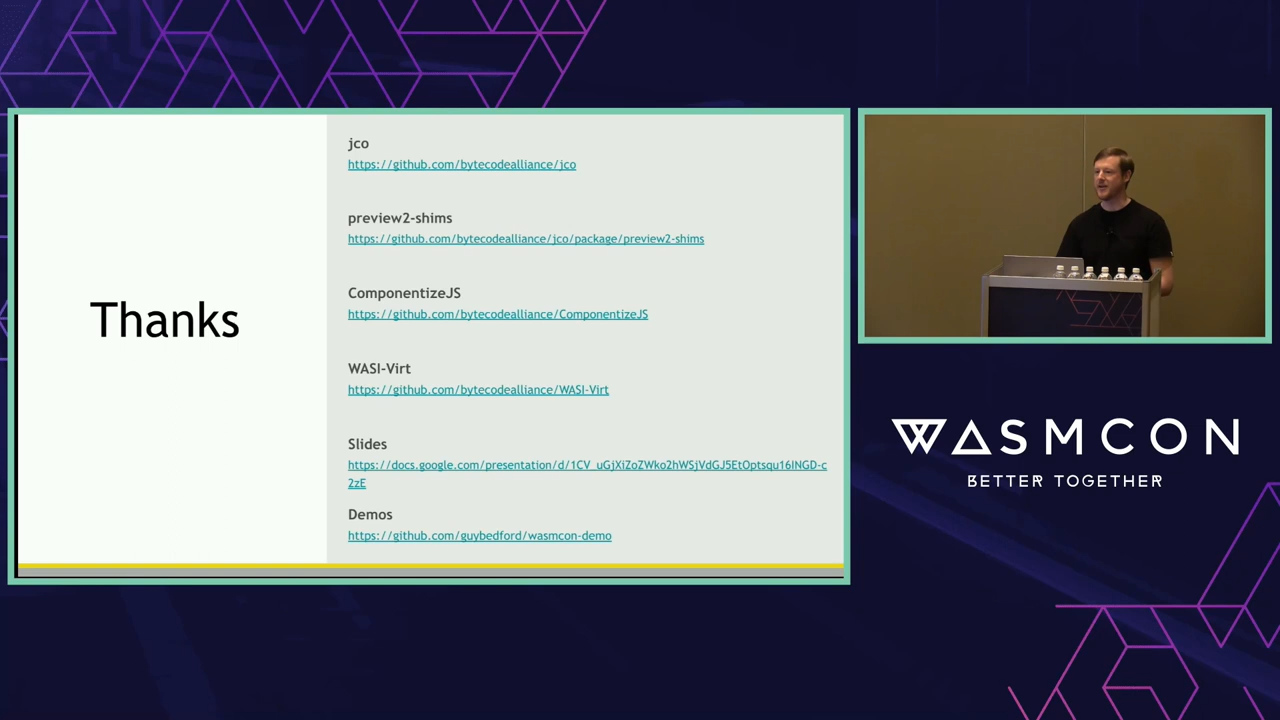 Thanks
jco
https://github.com/bytecodealliance/jco
preview2-shims
https://github.com/bytecodealliance/jco/package/preview2-shims
ComponentizeJS
https://github.com/bytecodealliance/ComponentizeJS
WASI-Virt
https://github.com/bytecodealliance/WASI-Virt
Slides
https://docs.google.com/presentation/d/1CV_uGjXiZoZWko2hWSjVdGJ5EtOptsqu16INGD-c
2zE
Demos
https://github.com/guybedford/wasmcon-demo
WASMCON
BETTER TOGETHER